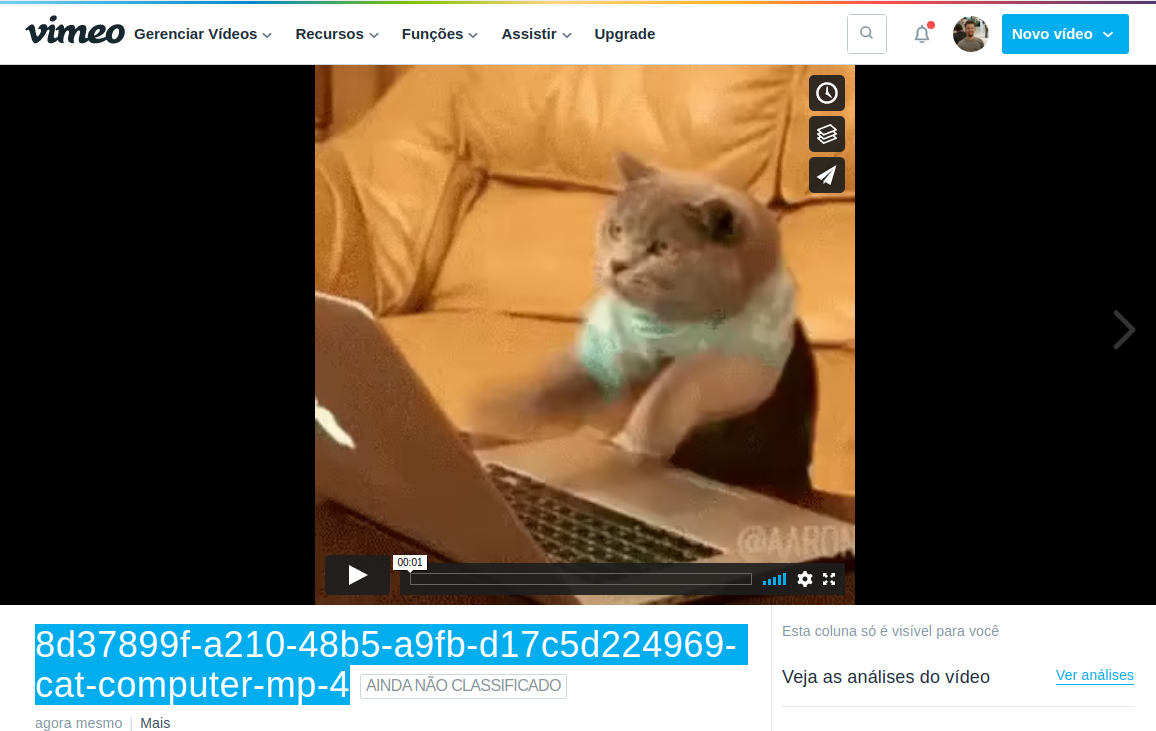 vimeo Gerenciar Vídeos Recursos Funções Assistir Upgrade Novo vídeo
@AARON
00:01
8d37899f-a210-48b5-a9fb-d17c5d224969-
cat-computer-mp-4 AINDA NÃO CLASSIFICADO
agora mesmo | Mais
Esta coluna só é visível para você
Veja as análises do vídeo Ver análises